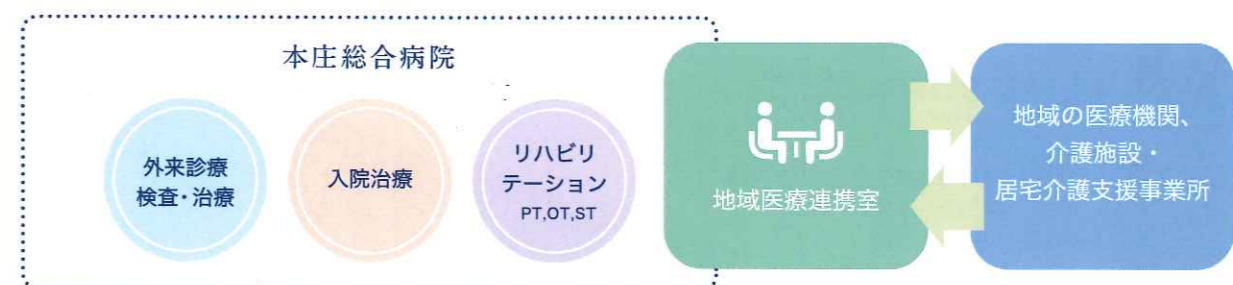 本庄総合病院
外来診療
検査・治療
入院治療
リハビリ
テーション
PT,OT,ST
地域医療連携室
地域の医療機関、
介護施設・
居宅介護支援事業所